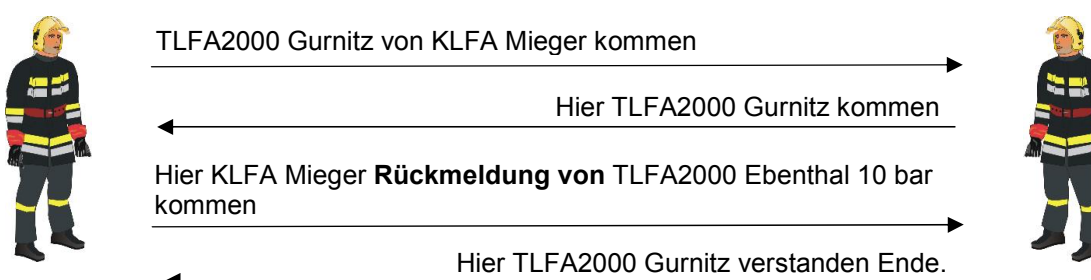 TLFA2000 Gurnitz von KLFA Mieger kommen
Hier TLFA2000 Gurnitz kommen
Hier KLFA Mieger Rückmeldung von TLFA2000 Ebenthal 10 bar
kommen
Hier TLFA2000 Gurnitz verstanden Ende.